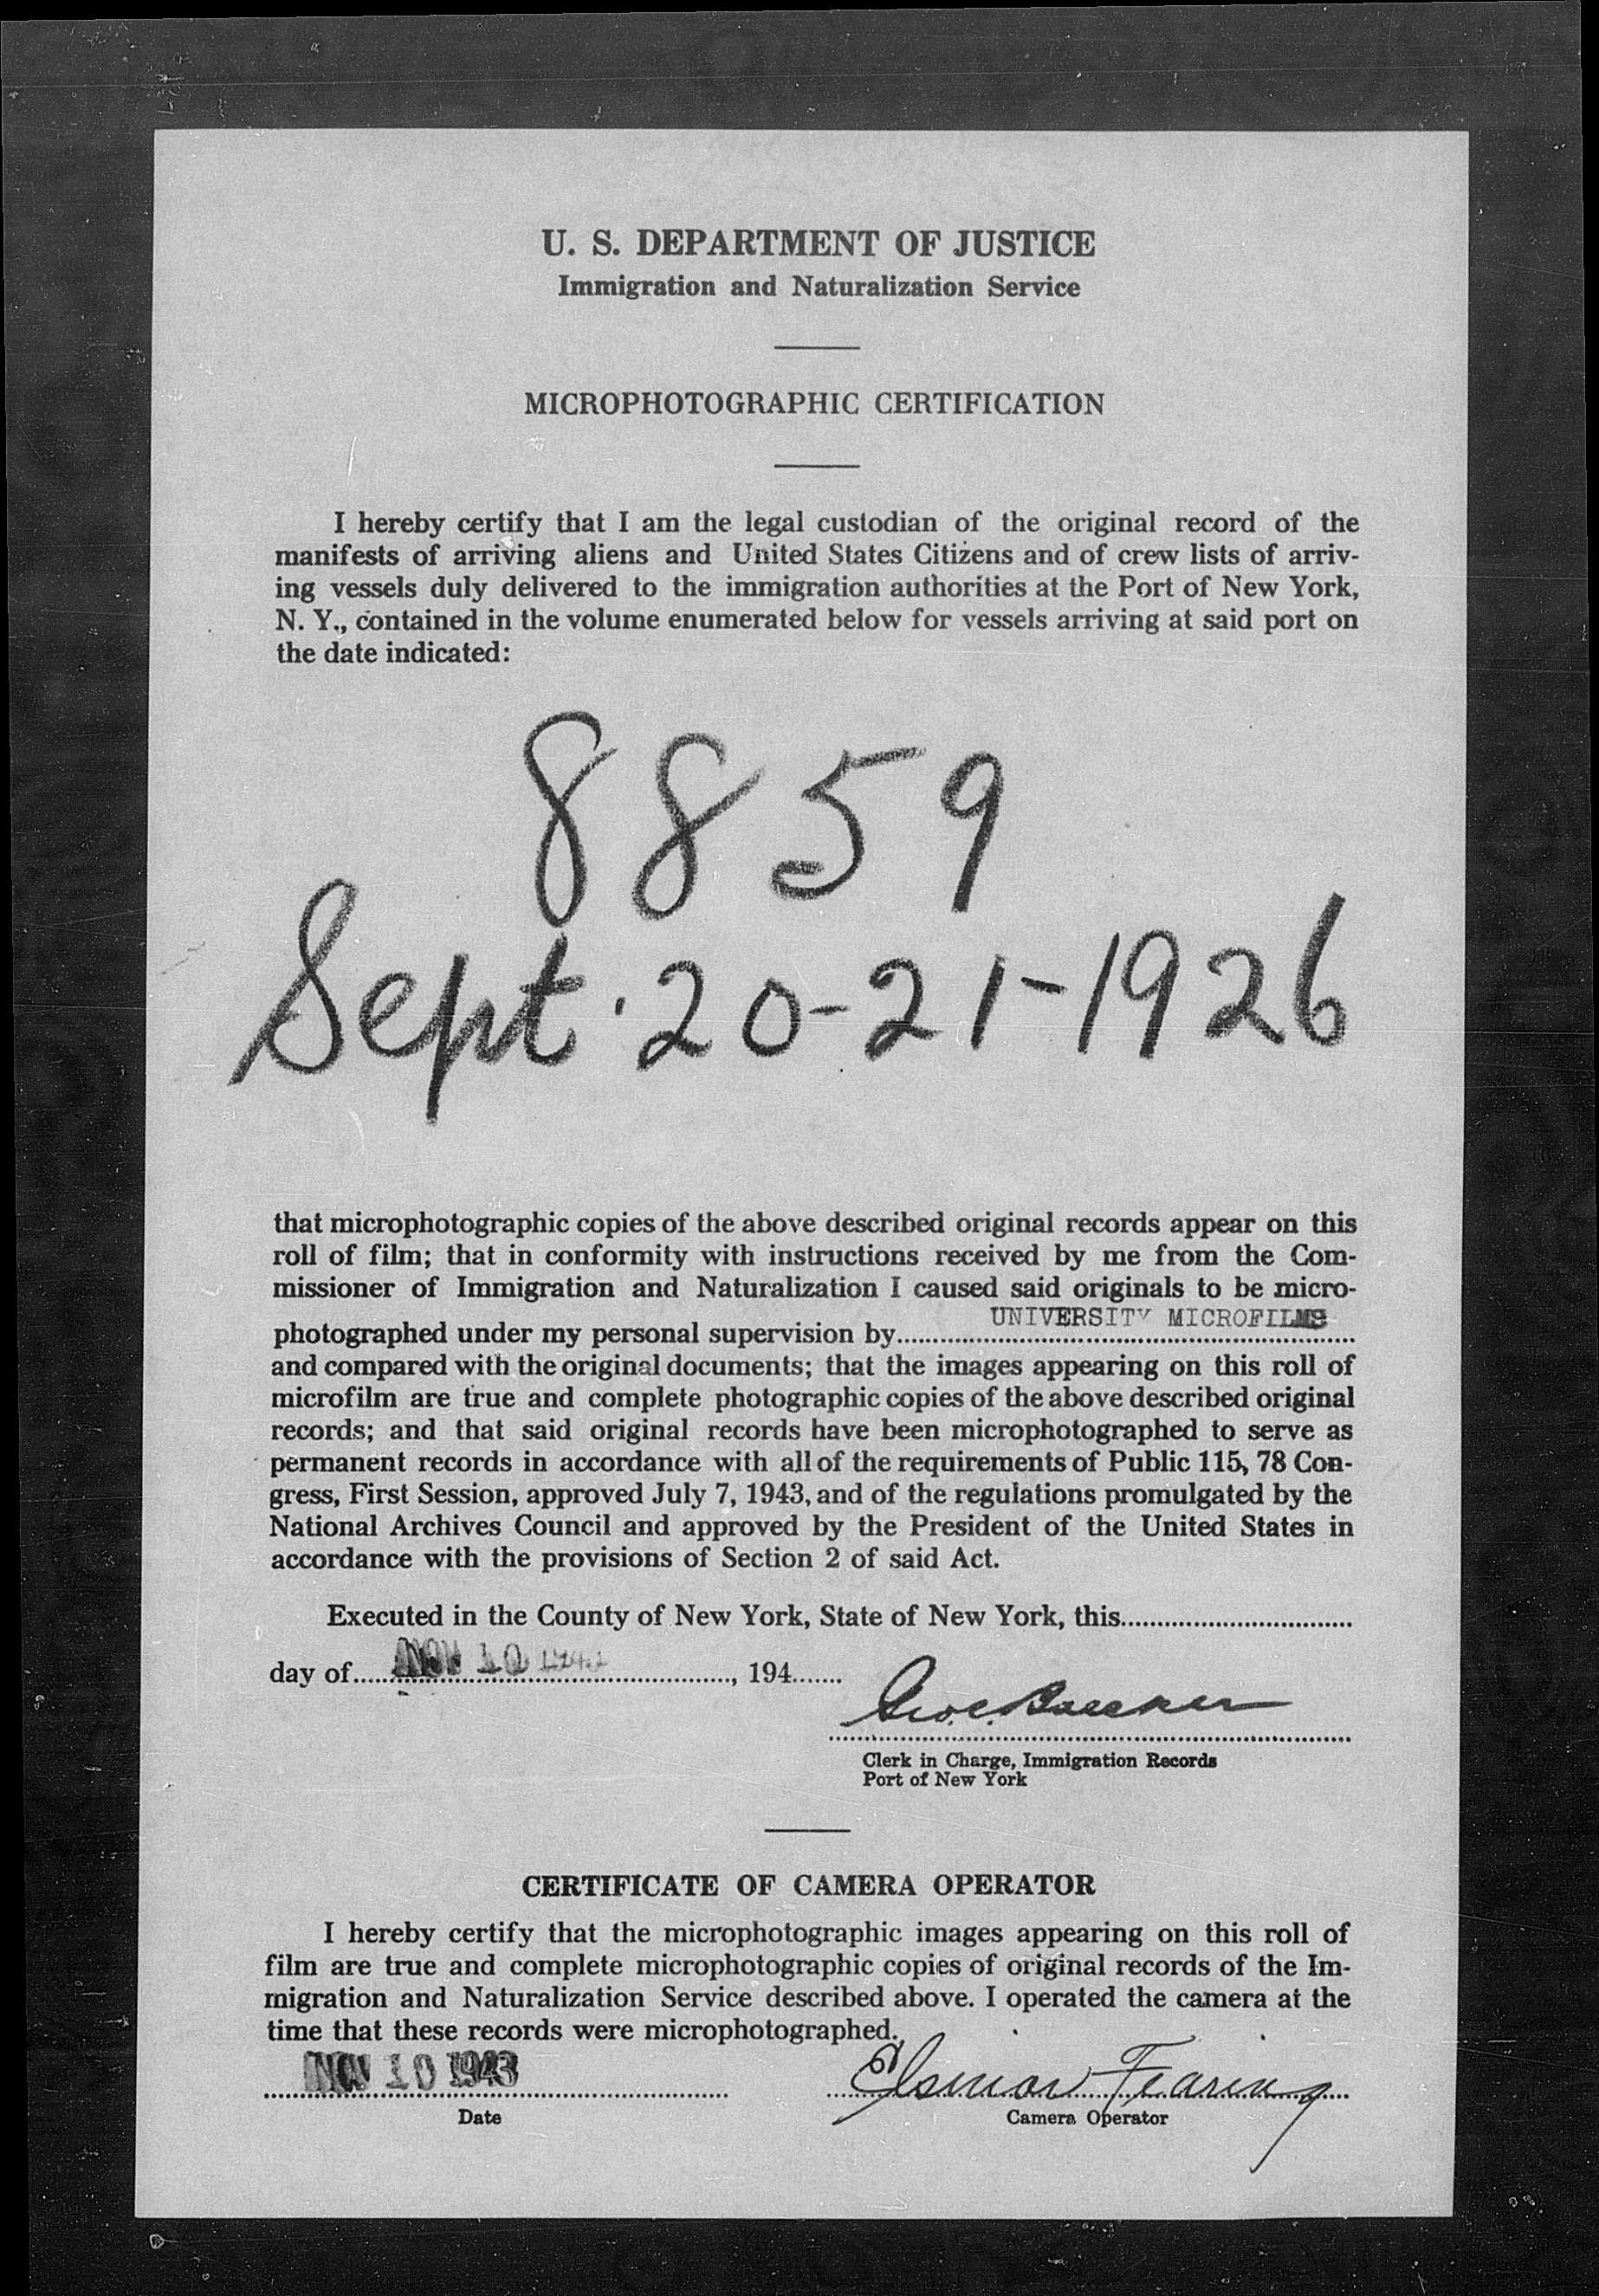 U. S. DEPARTMENT OF JUSTICE
Immigration and Naturalization Service
MICROPHOTOGRAPHIC CERTIFICATION
I hereby certify that I am the legal custodian of the original record of the
manifests of arriving aliens and United States Citizens and of crew lists of arriv-
ing vessels duly delivered to the immigration authorities at the Port of New York,
N. Y., contained in the volume enumerated below for vessels arriving at said port on
the date indicated:
8859
Sept. 20-21-1926
that microphotographic copies of the above described original records appear on this
roll of film; that in conformity with instructions received by me from the Com-
missioner of Immigration and Naturalization I caused said originals to be micro-
UNIVERSITY MICROFILMS
photographed under my personal supervision by
and compared with the original documents; that the images appearing on this roll of
microfilm are true and complete photographic copies of the above described original
records; and that said original records have been microphotographed to serve as
permanent records in accordance with all of the requirements of Public 115, 78 Con-
gress, First Session, approved July 7, 1943, and of the regulations promulgated by the
National Archives Council and approved by the President of the United States in
accordance with the provisions of Section 2 of said Act.
Executed in the County of New York, State of New York, this
day of NOV 10 1943, 194
Clerk in Charge, Immigration Records
Port of New York
CERTIFICATE OF CAMERA OPERATOR
I hereby certify that the microphotographic images appearing on this roll of
film are true and complete microphotographic copies of original records of the Im-
migration and Naturalization Service described above. I operated the camera at the
time that these records were microphotographed.
NOV 10 1943 Fearing
Date
Camera Operator